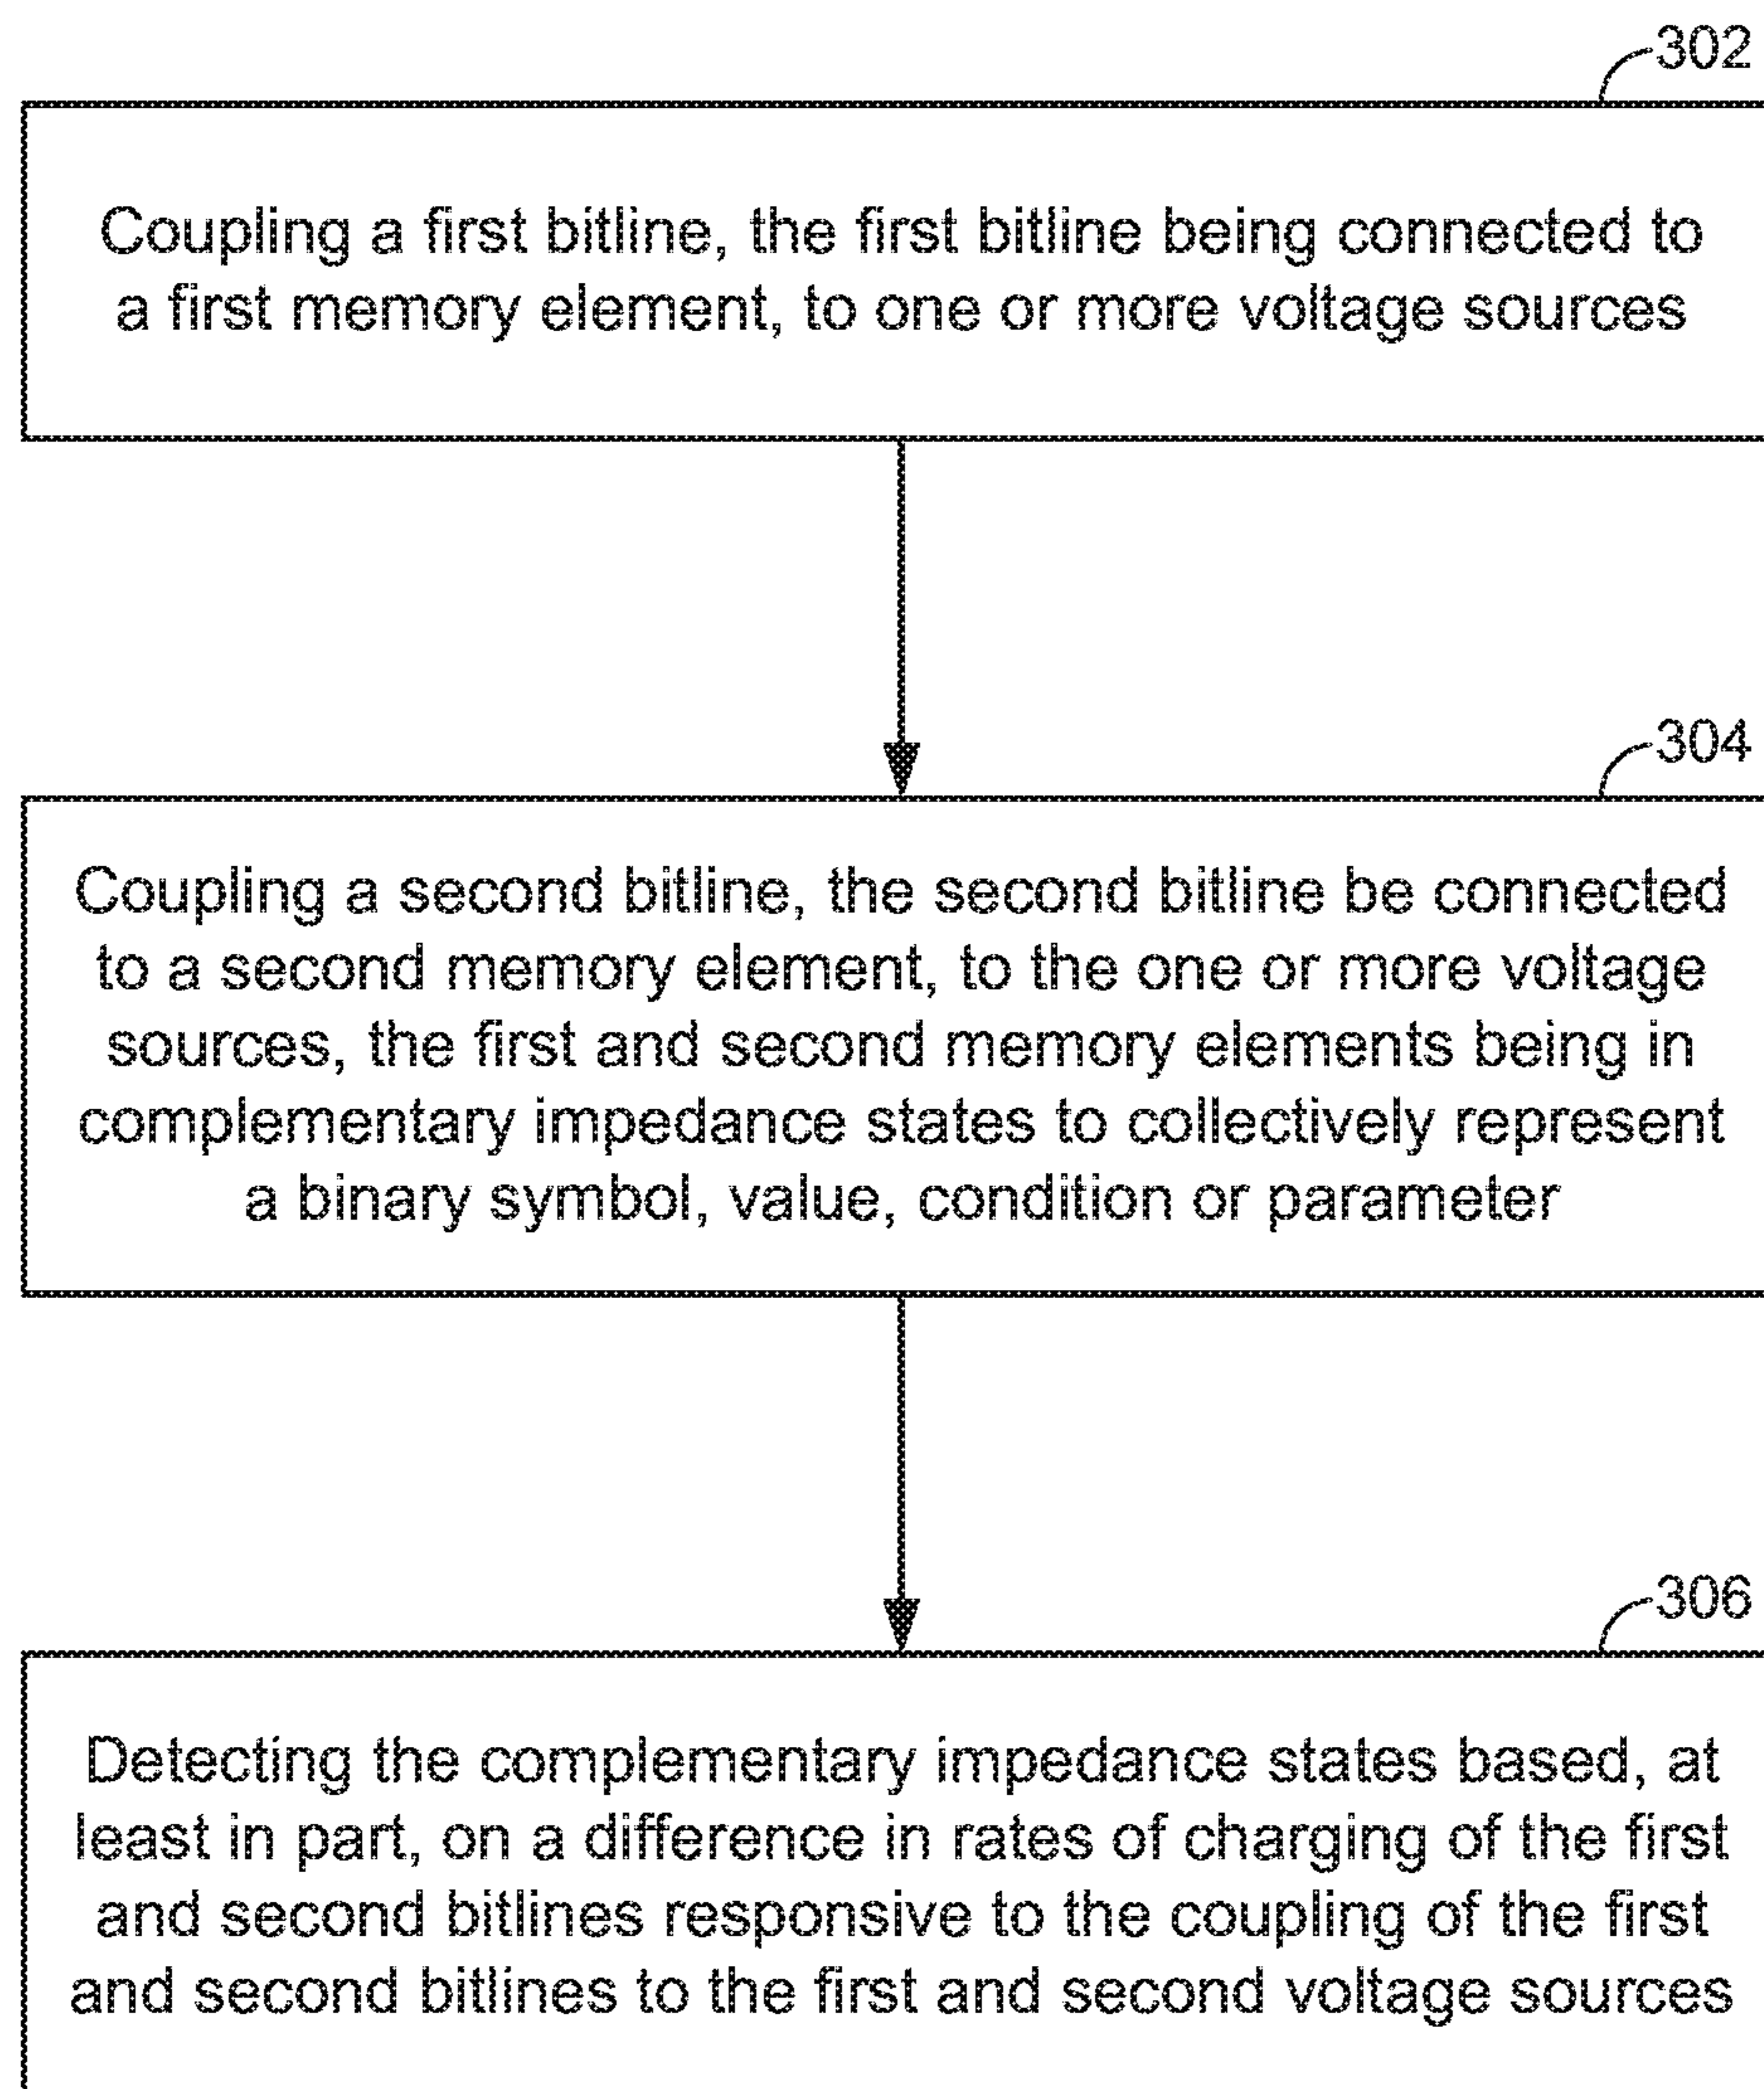 302
Coupling a first bitline, the first bitline being connected to
a first memory element, to one or more voltage sources
304
Coupling a second bitline, the second bitline be connected
to a second memory element, to the one or more voltage
sources, the first and second memory elements being in
complementary impedance states to collectively represent
a binary symbol, value, condition or parameter
306
Detecting the complementary impedance states based, at
least in part, on a difference in rates of charging of the first
and second bitlines responsive to the coupling of the first
and second bitlines to the first and second voltage sources